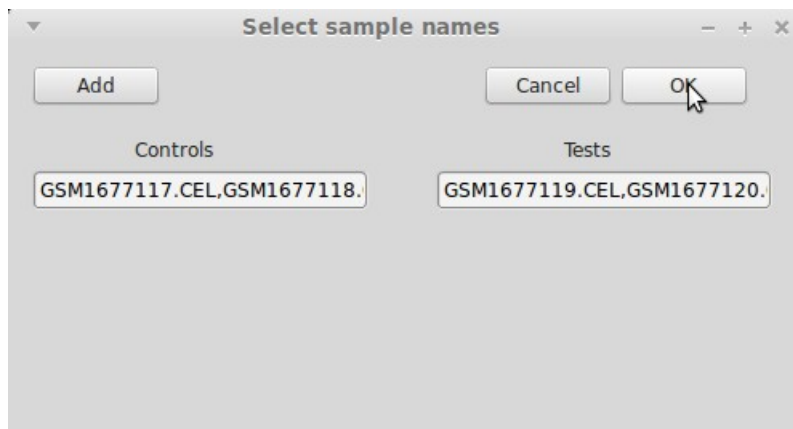 Select sample names
Add Cancel OK
Controls Tests
GSM1677117.CEL,GSM1677118. GSM1677119.CEL,GSM1677120.